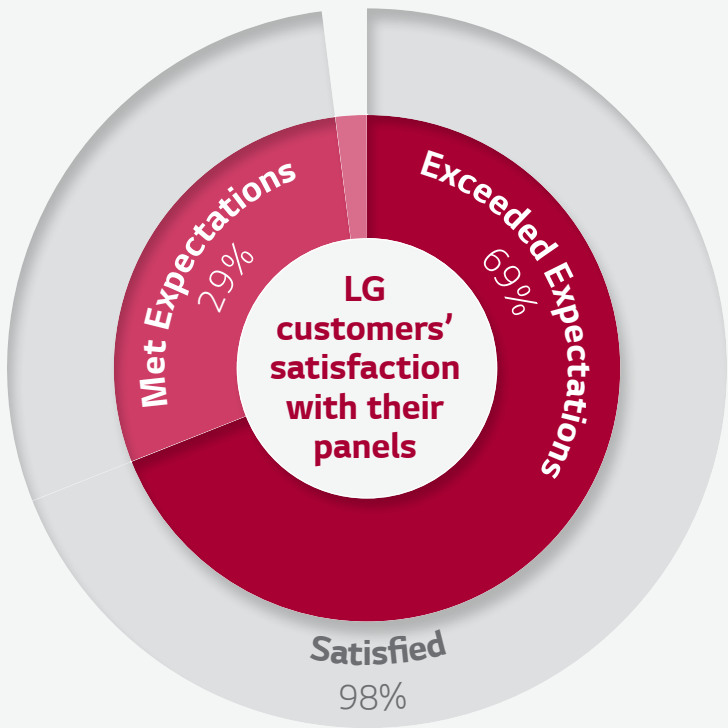 Met Expectations
29%
Exceeded Expectations
69%
LG
customers’
satisfaction
with their
panels
Satisfied
98%